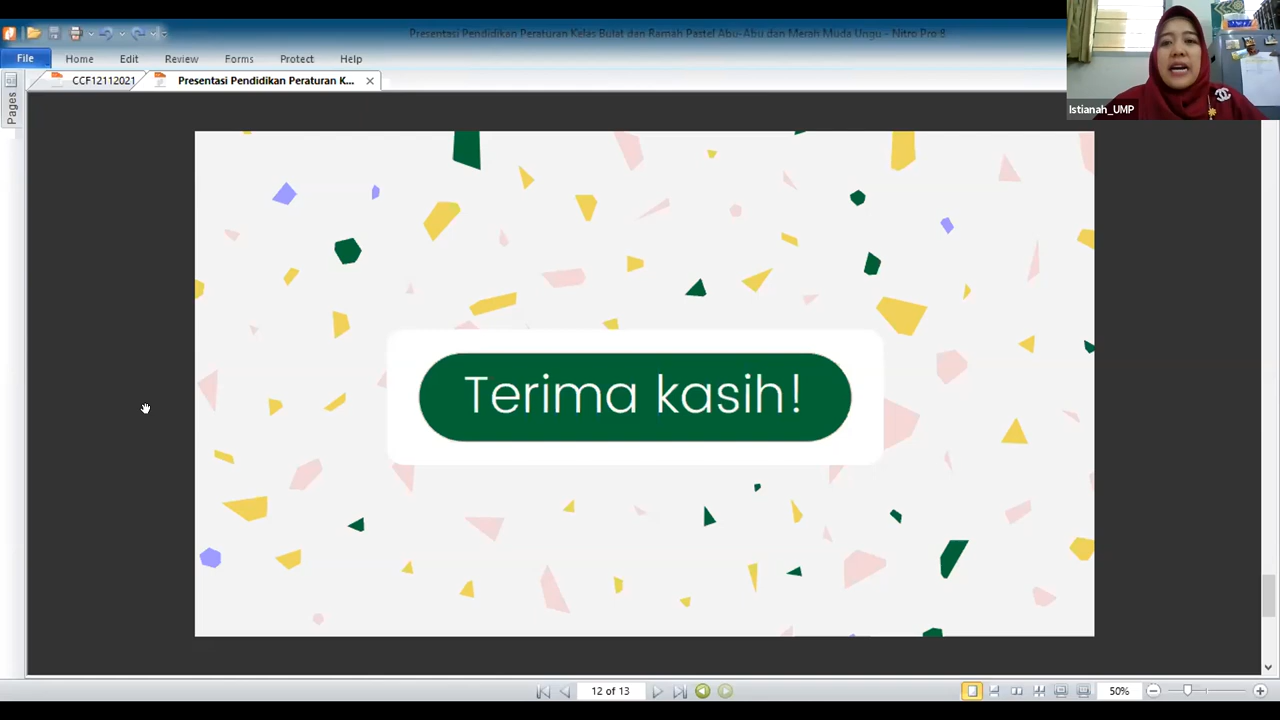 Presentasi Pendidikan Peraturan Kelas Bulat dan Ramah Pastel Abu-Abu dan Merah Muda Ungu - Nitro Pro 8
File Home Edit Review Forms Protect Help
CCF12112021 Presentasi Pendidikan Peraturan K...
Istianah_UMP
Pages
Terima kasih!
12 of 13
50%